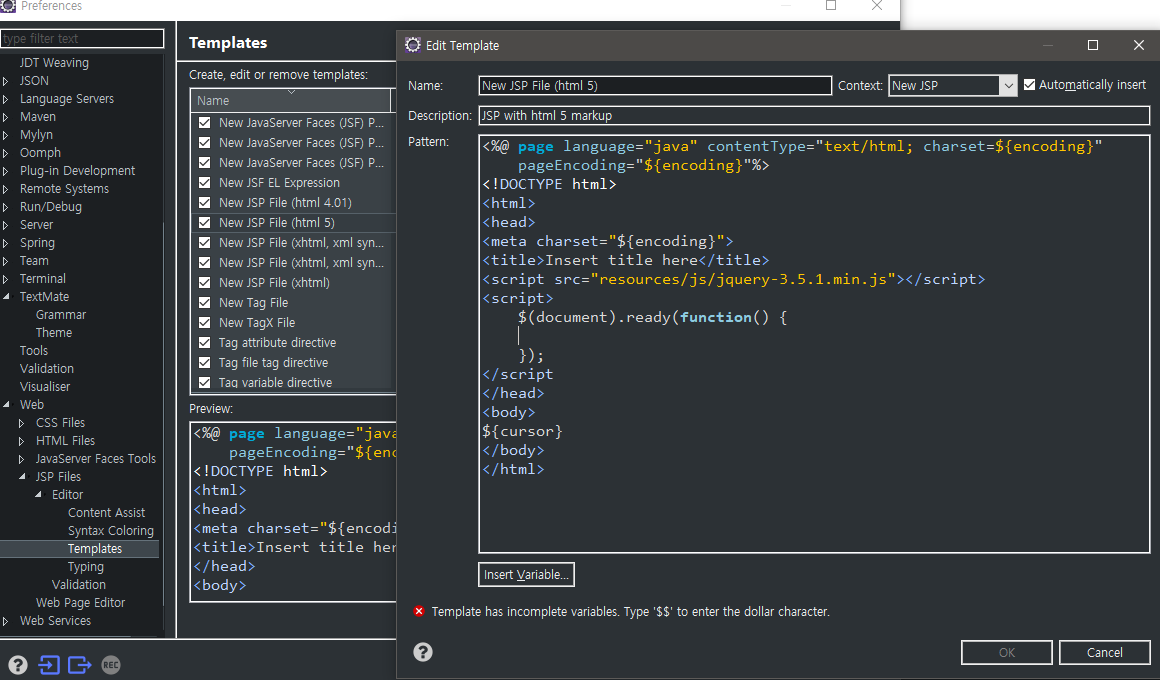 Preferences
type filter text
JDT Weaving
JSON
Language Servers
Maven
Mylyn
Oomph
Plug-in Development
Remote Systems
Run/Debug
Server
Spring
Team
Terminal
TextMate
Grammar
Theme
Tools
Validation
Visualiser
Web
CSS Files
HTML Files
JavaServer Faces Tools
JSP Files
Editor
Content Assist
Syntax Coloring
Templates
Typing
Validation
Web Page Editor
Web Services
REC
Templates
Create, edit or remove templates:
Name
New JavaServer Faces (JSF) P...
New JavaServer Faces (JSF) P...
New JavaServer Faces (JSF) P...
New JSF EL Expression
New JSP File (html 4.01)
New JSP File (html 5)
New JSP File (xhtml, xml syn...
New JSP File (xhtml, xml syn...
New JSP File (xhtml)
New Tag File
New TagX File
Tag attribute directive
Tag file tag directive
Tag variable directive
Preview:
<%@ page language="java
pageEncoding="${enc
<!DOCTYPE html>
<html>
<head>
<meta charset="${encodi
<title>Insert title her
</head>
<body>
Edit Template
Name: New JSP File (html 5) Context: New JSP Automatically insert
Description: JSP with html 5 markup
Pattern:
<%@ page language="java" contentType="text/html; charset=${encoding}"
pageEncoding="${encoding}"%>
<!DOCTYPE html>
<html>
<head>
<meta charset="${encoding}">
<title>Insert title here</title>
<script src="resources/js/jquery-3.5.1.min.js"></script>
<script>
$(document).ready(function() {
});
</script
</head>
<body>
${cursor}
</body>
</html>
Insert Variable...
Template has incomplete variables. Type '$$' to enter the dollar character.
OK Cancel